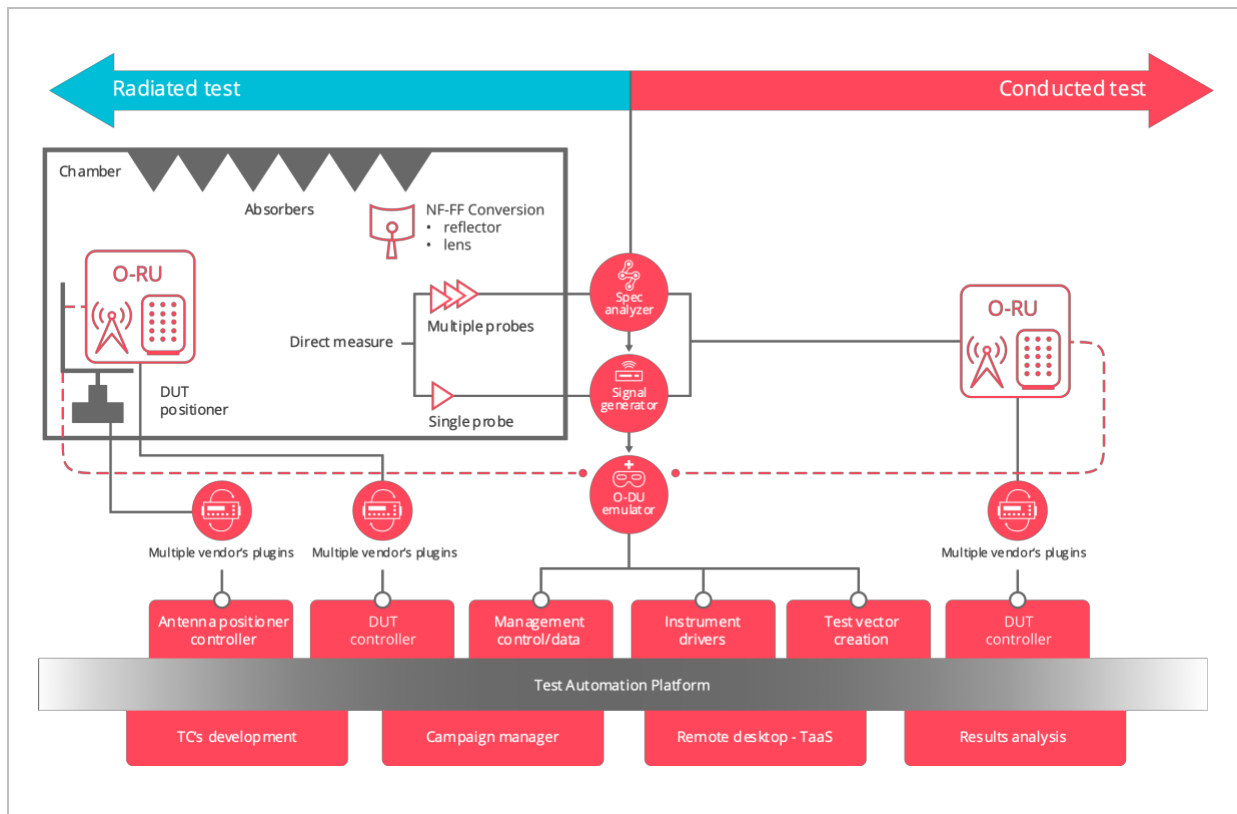 Radiated test
Conducted test
Chamber
Absorbers
NF-FF Conversion
• reflector
• lens
O-RU
Spec
analyzer
O-RU
Multiple probes
Direct measure
Signal
generator
DUT
positioner
Single probe
O-DU
emulator
Multiple vendor's plugins
Multiple vendor's plugins
Multiple vendor's plugins
Antenna positioner
controller
DUT
controller
Management
control/data
Instrument
drivers
Test vector
creation
DUT
controller
Test Automation Platform
TC's development
Campaign manager
Remote desktop - TaaS
Results analysis